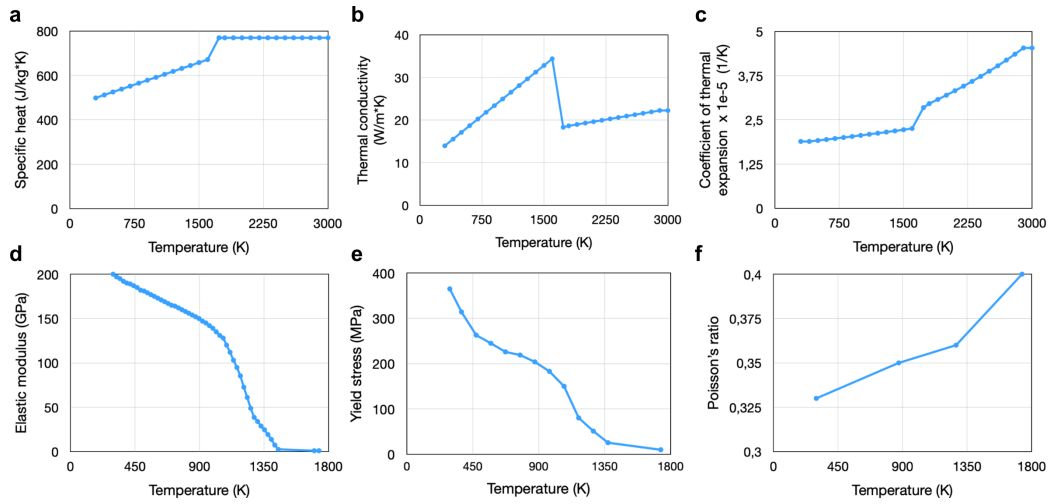 a
Specific heat (J/kg*K)
800
600
400
200
0
0 750 1500 2250 3000
Temperature (K)
b
Thermal conductivity
(W/m*K)
40
30
20
10
0
0 750 1500 2250 3000
Temperature (K)
c
Coefficient of thermal
expansion x 1e-5 (1/K)
5
3,75
2,5
1,25
0
0 750 1500 2250 3000
Temperature (K)
d
Elastic modulus (GPa)
200
150
100
50
0
0 450 900 1350 1800
Temperature (K)
e
Yield stress (MPa)
400
300
200
100
0
0 450 900 1350 1800
Temperature (K)
f
Poisson's ratio
0,4
0,375
0,35
0,325
0,3
0 450 900 1350 1800
Temperature (K)